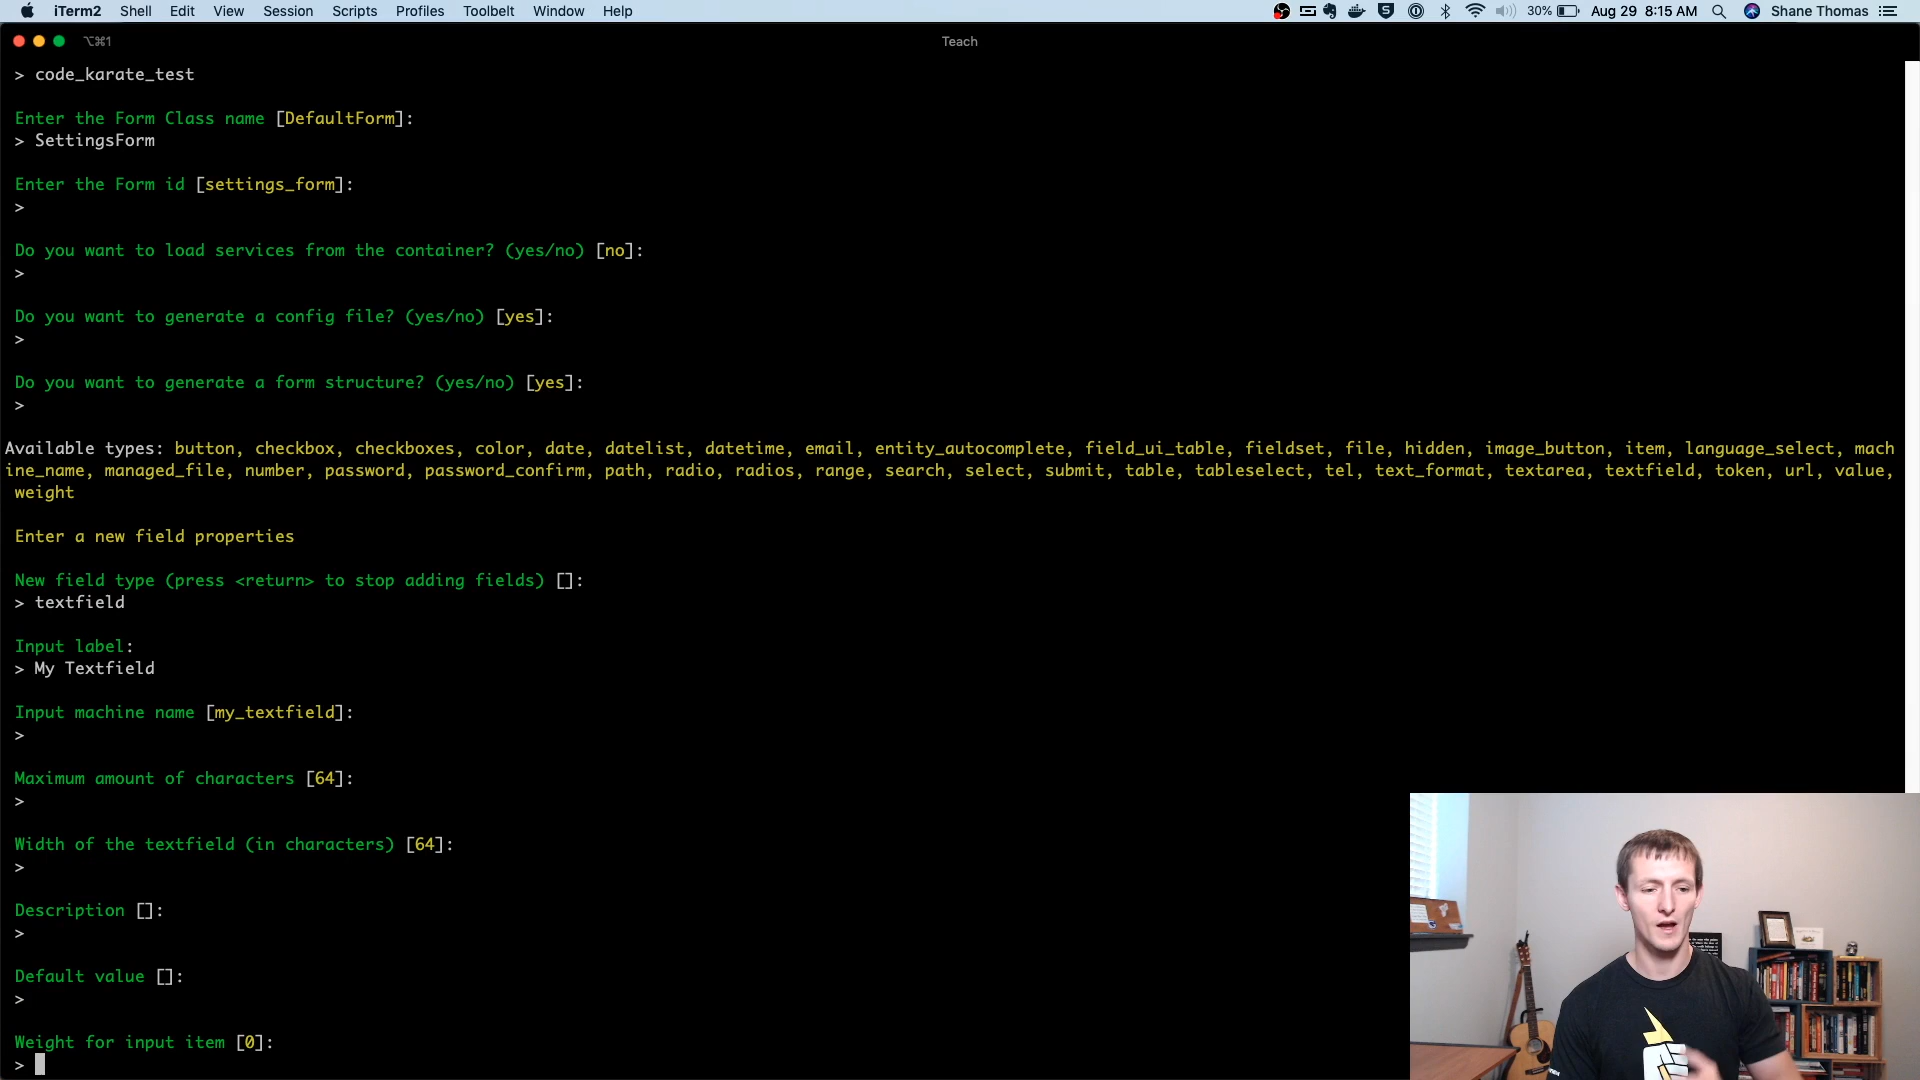 iTerm2 Shell Edit View Session Scripts Profiles Toolbelt Window Help 30% Aug 29 8:15 AM Shane Thomas
⌥⌘1 Teach
> code_karate_test
Enter the Form Class name [DefaultForm]:
> SettingsForm
Enter the Form id [settings_form]:
>
Do you want to load services from the container? (yes/no) [no]:
>
Do you want to generate a config file? (yes/no) [yes]:
>
Do you want to generate a form structure? (yes/no) [yes]:
>
Available types: button, checkbox, checkboxes, color, date, datelist, datetime, email, entity_autocomplete, field_ui_table, fieldset, file, hidden, image_button, item, language_select, mach
ine_name, managed_file, number, password, password_confirm, path, radio, radios, range, search, select, submit, table, tableselect, tel, text_format, textarea, textfield, token, url, value,
weight
Enter a new field properties
New field type (press <return> to stop adding fields) []:
> textfield
Input label:
> My Textfield
Input machine name [my_textfield]:
>
Maximum amount of characters [64]:
>
Width of the textfield (in characters) [64]:
>
Description []:
>
Default value []:
>
Weight for input item [0]:
>